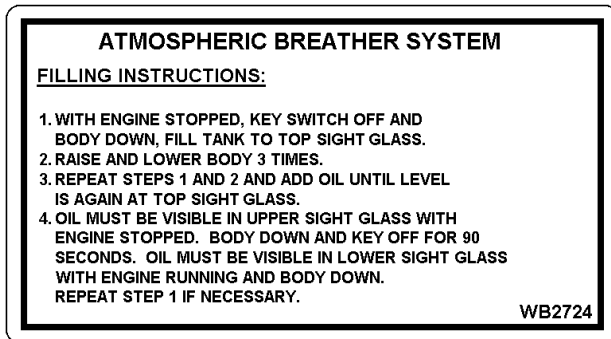 ATMOSPHERIC BREATHER SYSTEM
FILLING INSTRUCTIONS:
1. WITH ENGINE STOPPED, KEY SWITCH OFF AND
BODY DOWN, FILL TANK TO TOP SIGHT GLASS.
2. RAISE AND LOWER BODY 3 TIMES.
3. REPEAT STEPS 1 AND 2 AND ADD OIL UNTIL LEVEL
IS AGAIN AT TOP SIGHT GLASS.
4. OIL MUST BE VISIBLE IN UPPER SIGHT GLASS WITH
ENGINE STOPPED. BODY DOWN AND KEY OFF FOR 90
SECONDS. OIL MUST BE VISIBLE IN LOWER SIGHT GLASS
WITH ENGINE RUNNING AND BODY DOWN.
REPEAT STEP 1 IF NECESSARY.
WB2724